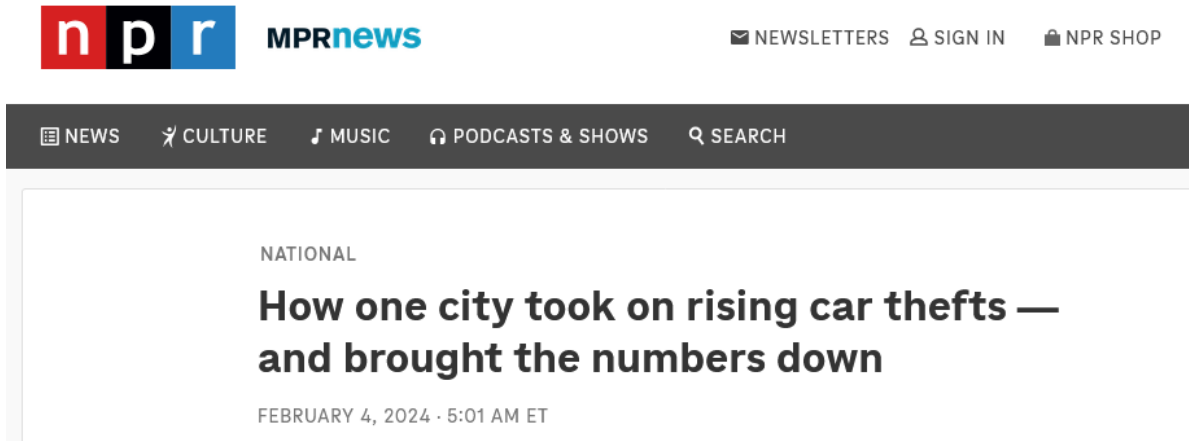 npr MPRnews NEWSLETTERS SIGN IN NPR SHOP
NEWS CULTURE MUSIC PODCASTS & SHOWS SEARCH
NATIONAL
How one city took on rising car thefts —
and brought the numbers down
FEBRUARY 4, 2024 · 5:01 AM ET